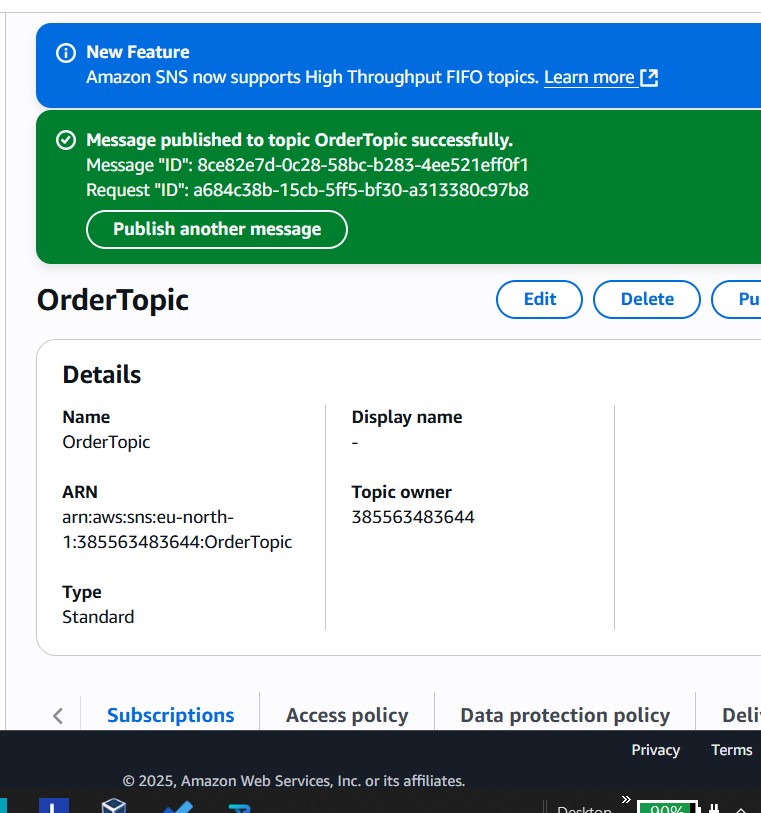 New Feature
Amazon SNS now supports High Throughput FIFO topics. Learn more
Message published to topic OrderTopic successfully.
Message "ID": 8ce82e7d-0c28-58bc-b283-4ee521eff0f1
Request "ID": a684c38b-15cb-5ff5-bf30-a313380c97b8
Publish another message
OrderTopic
Edit
Delete
Pu
Details
Name
OrderTopic
Display name
-
ARN
arn:aws:sns:eu-north-
1:385563483644:OrderTopic
Topic owner
385563483644
Type
Standard
Subscriptions
Access policy
Data protection policy
Deli
Privacy
Terms
© 2025, Amazon Web Services, Inc. or its affiliates.
Desktop
»
90%